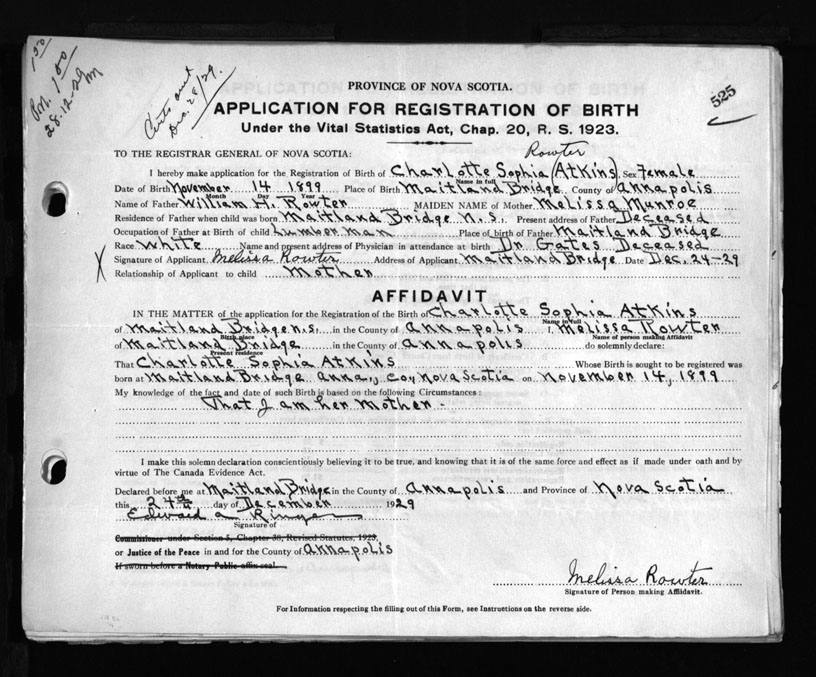 1.00
Pm. 1.00
28.12.29
Certs sent
Dec. 28/29.
525
PROVINCE OF NOVA SCOTIA.
APPLICATION FOR REGISTRATION OF BIRTH
Under the Vital Statistics Act, Chap. 20, R. S. 1923.
TO THE REGISTRAR GENERAL OF NOVA SCOTIA:
Rowter
I hereby make application for the Registration of Birth of Charlotte Sophia (Atkins). Sex Female
Name in full
Date of Birth November 14 1899 Place of Birth Maitland Bridge County of Annapolis
Month Day Year
Name of Father William H. Rowter MAIDEN NAME of Mother Melissa Munroe
Residence of Father when child was born Maitland Bridge N.S. Present address of Father Deceased
Occupation of Father at Birth of child Lumber man Place of birth of Father Maitland Bridge
Race White Name and present address of Physician in attendance at birth Dr. Gates Deceased
X Signature of Applicant Melissa Rowter Address of Applicant Maitland Bridge Date Dec. 24-29
Relationship of Applicant to child Mother
AFFIDAVIT
IN THE MATTER of the application for the Registration of the Birth of Charlotte Sophia Atkins
Name in full
of Maitland Bridge N.S. in the County of Annapolis I, Melissa Rowter
Birth place Name of person making Affidavit
of Maitland Bridge in the County of Annapolis do solemnly declare:
Present residence
That Charlotte Sophia Atkins Whose Birth is sought to be registered was
born at Maitland Bridge Anna., Co., Nova Scotia on November 14, 1899
My knowledge of the fact and date of such Birth is based on the following Circumstances:
That I am her Mother.
I make this solemn declaration conscientiously believing it to be true, and knowing that it is of the same force and effect as if made under oath and by
virtue of The Canada Evidence Act.
Declared before me at Maitland Bridge in the County of Annapolis and Province of Nova Scotia
this 24th day of December 1929
Edward A Ringer
Signature of
Commissioner under Section 5, Chapter 38, Revised Statutes, 1923,
or Justice of the Peace in and for the County of Annapolis
If sworn before a Notary Public affix seal.
Melissa Rowter
Signature of Person making Affidavit.
For Information respecting the filling out of this Form, see Instructions on the reverse side.